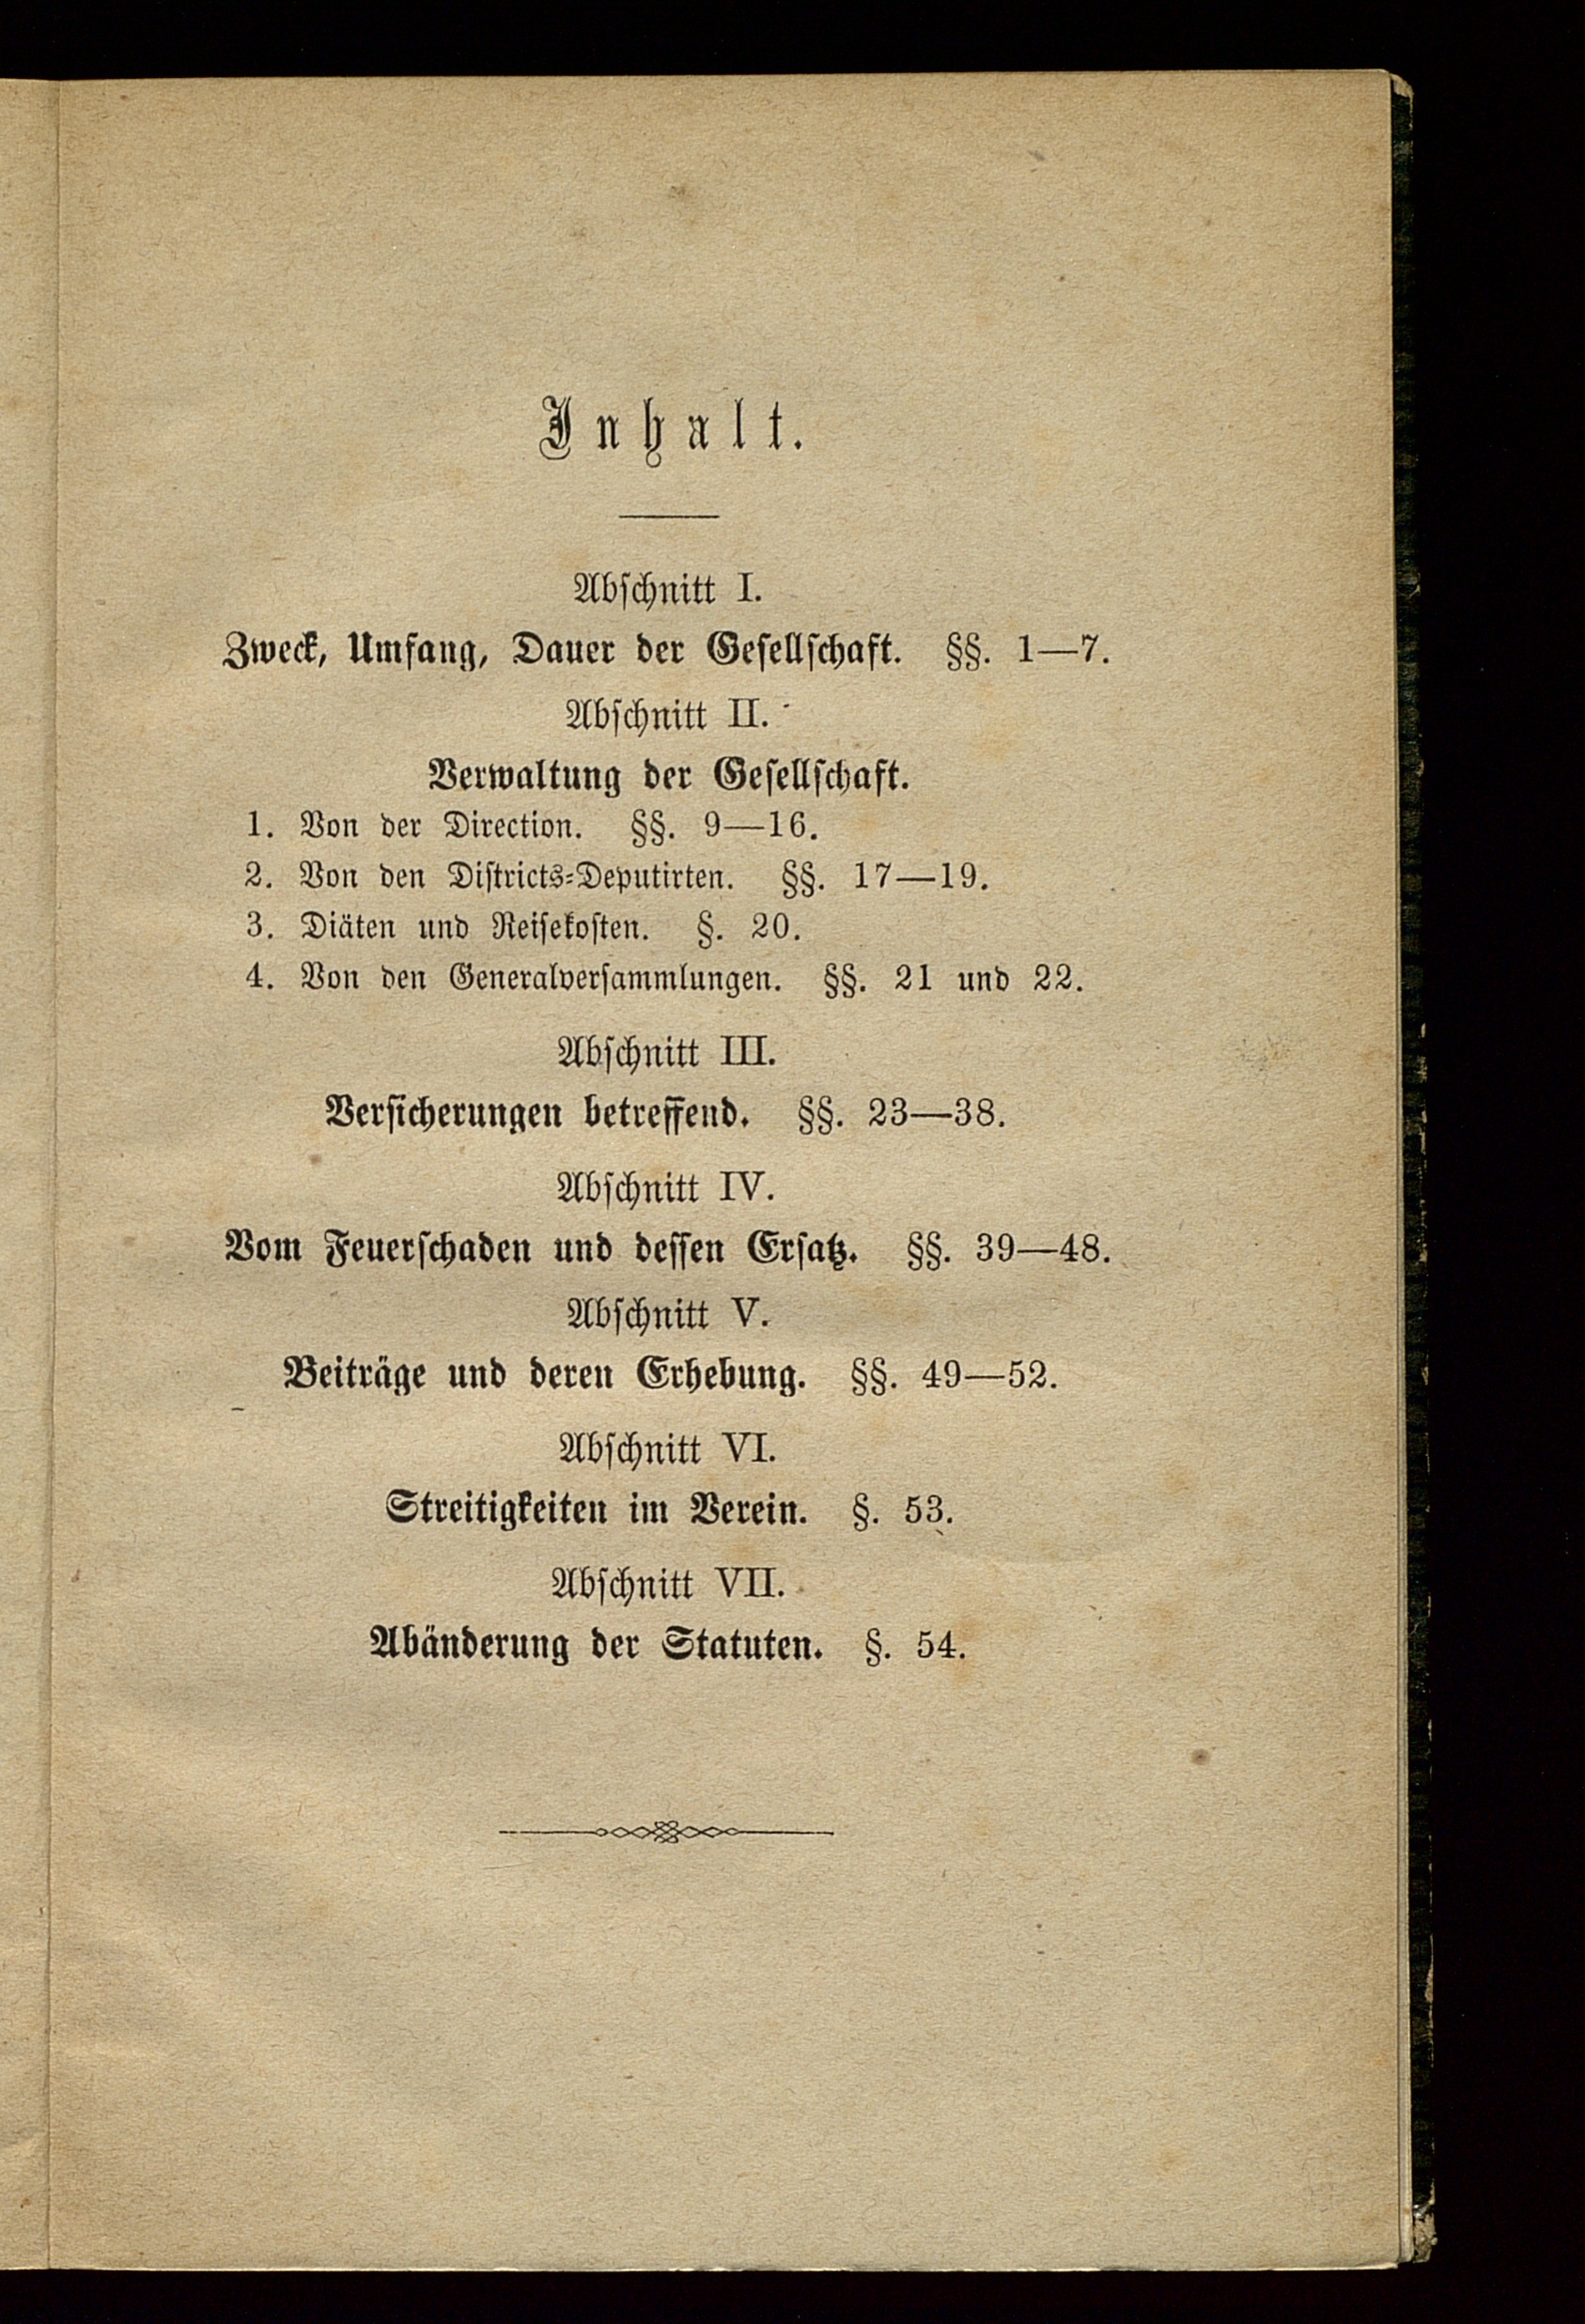 Inhalt.
Abschnitt I.
Zweck, Umfang, Dauer der Gesellschaft. §§. 1—7.
Abschnitt II.
Verwaltung der Gesellschaft.
1. Von der Direction. §§. 9—16.
2. Von den Districts-Deputirten. §§. 17—19.
3. Diäten und Reisekosten. §. 20.
4. Von den Generalversammlungen. §§. 21 und 22.
Abschnitt III.
Versicherungen betreffend. §§. 23—38.
Abschnitt IV.
Vom Feuerschaden und dessen Ersatz. §§. 39—48.
Abschnitt V.
Beiträge und deren Erhebung. §§. 49—52.
Abschnitt VI.
Streitigkeiten im Verein. §. 53.
Abschnitt VII.
Abänderung der Statuten. §. 54.